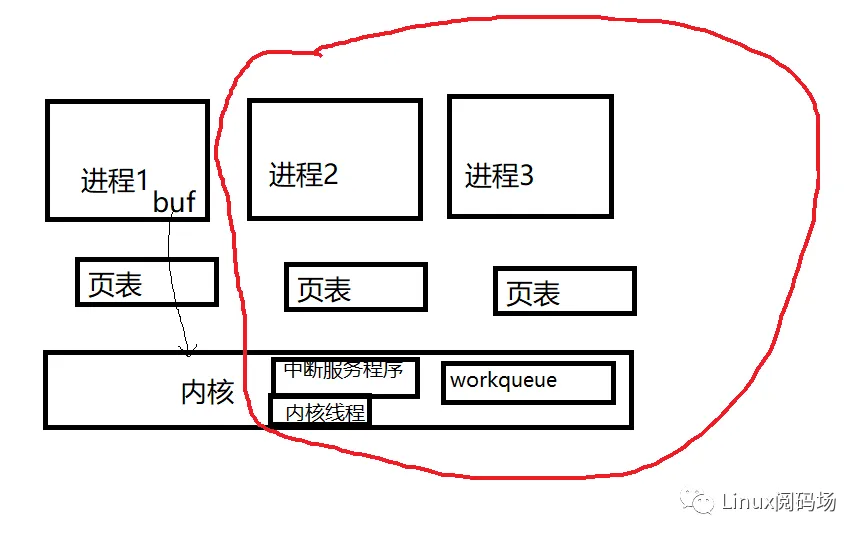 进程1
buf
进程2
进程3
页表
页表
页表
内核
中断服务程序
workqueue
内核线程
Linux阅码场